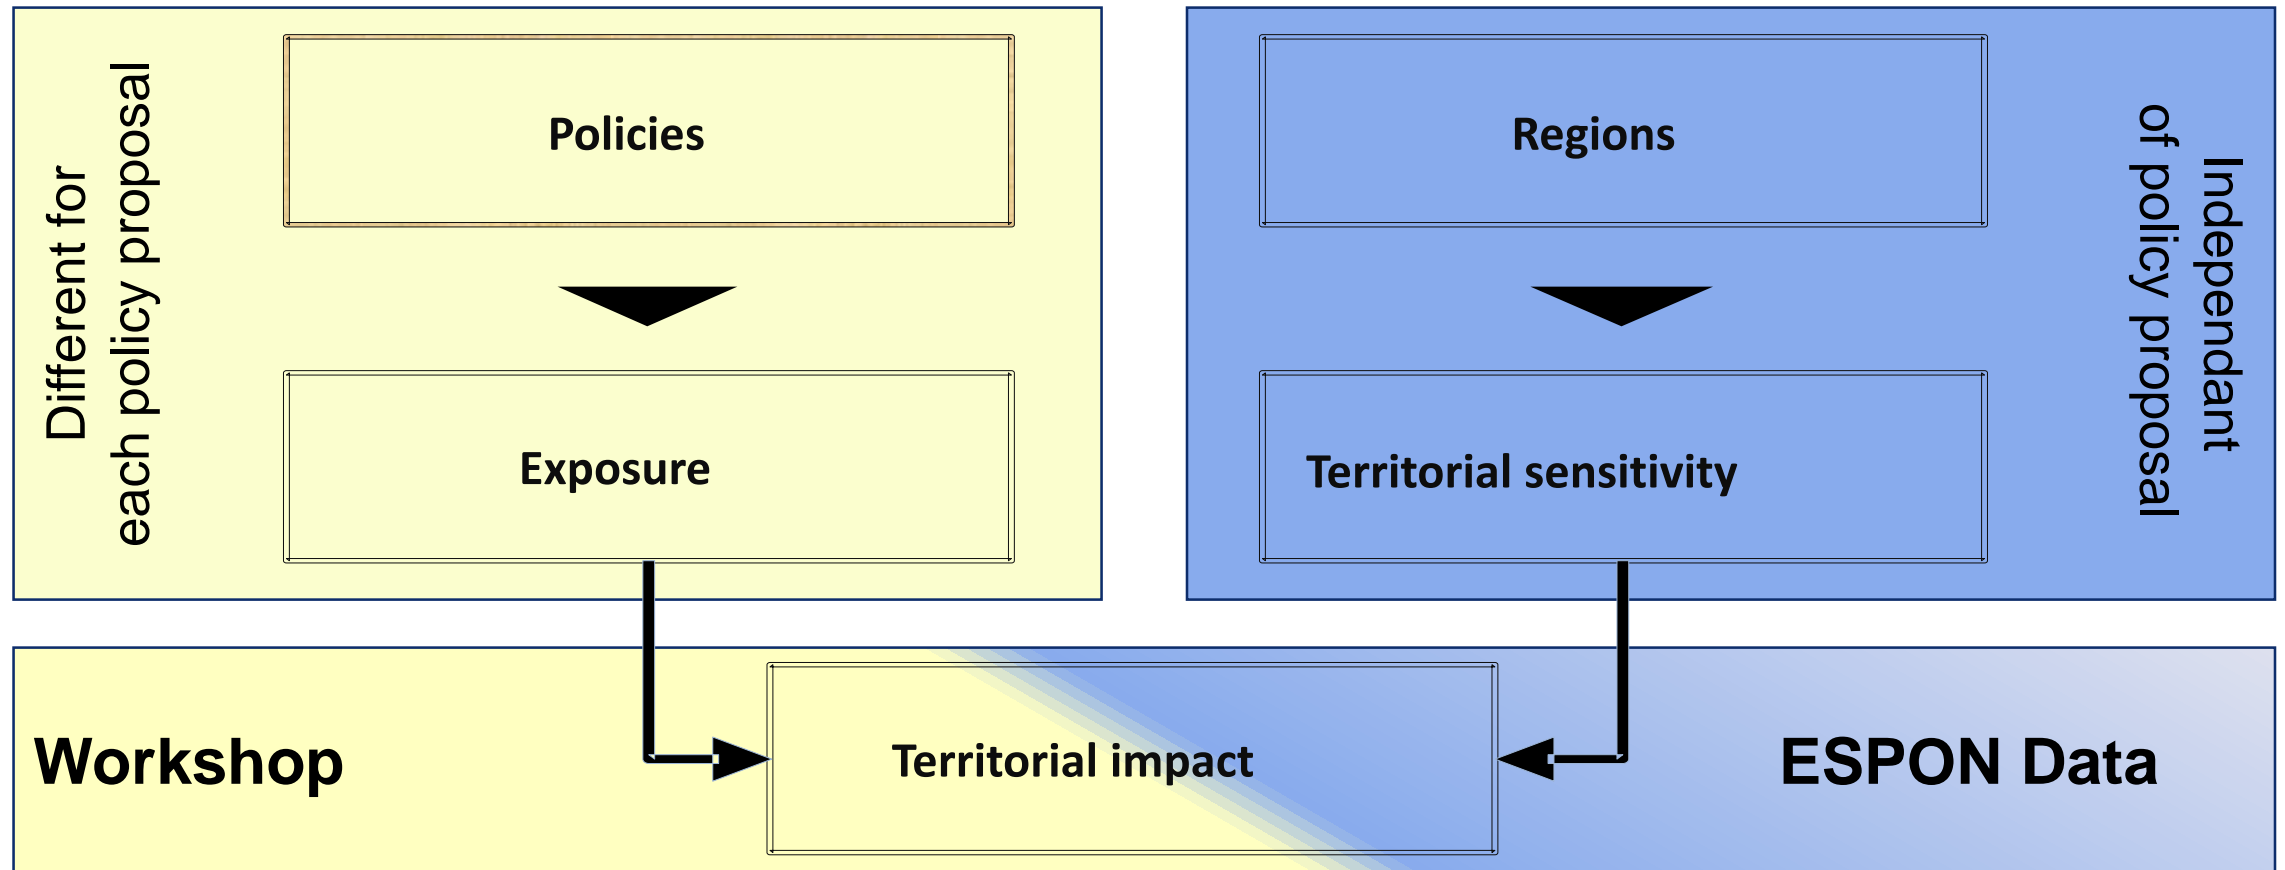 Different for
each policy proposal
Policies
Exposure
Regions
Territorial sensitivity
Independant
of policy proposal
Workshop
Territorial impact
ESPON Data